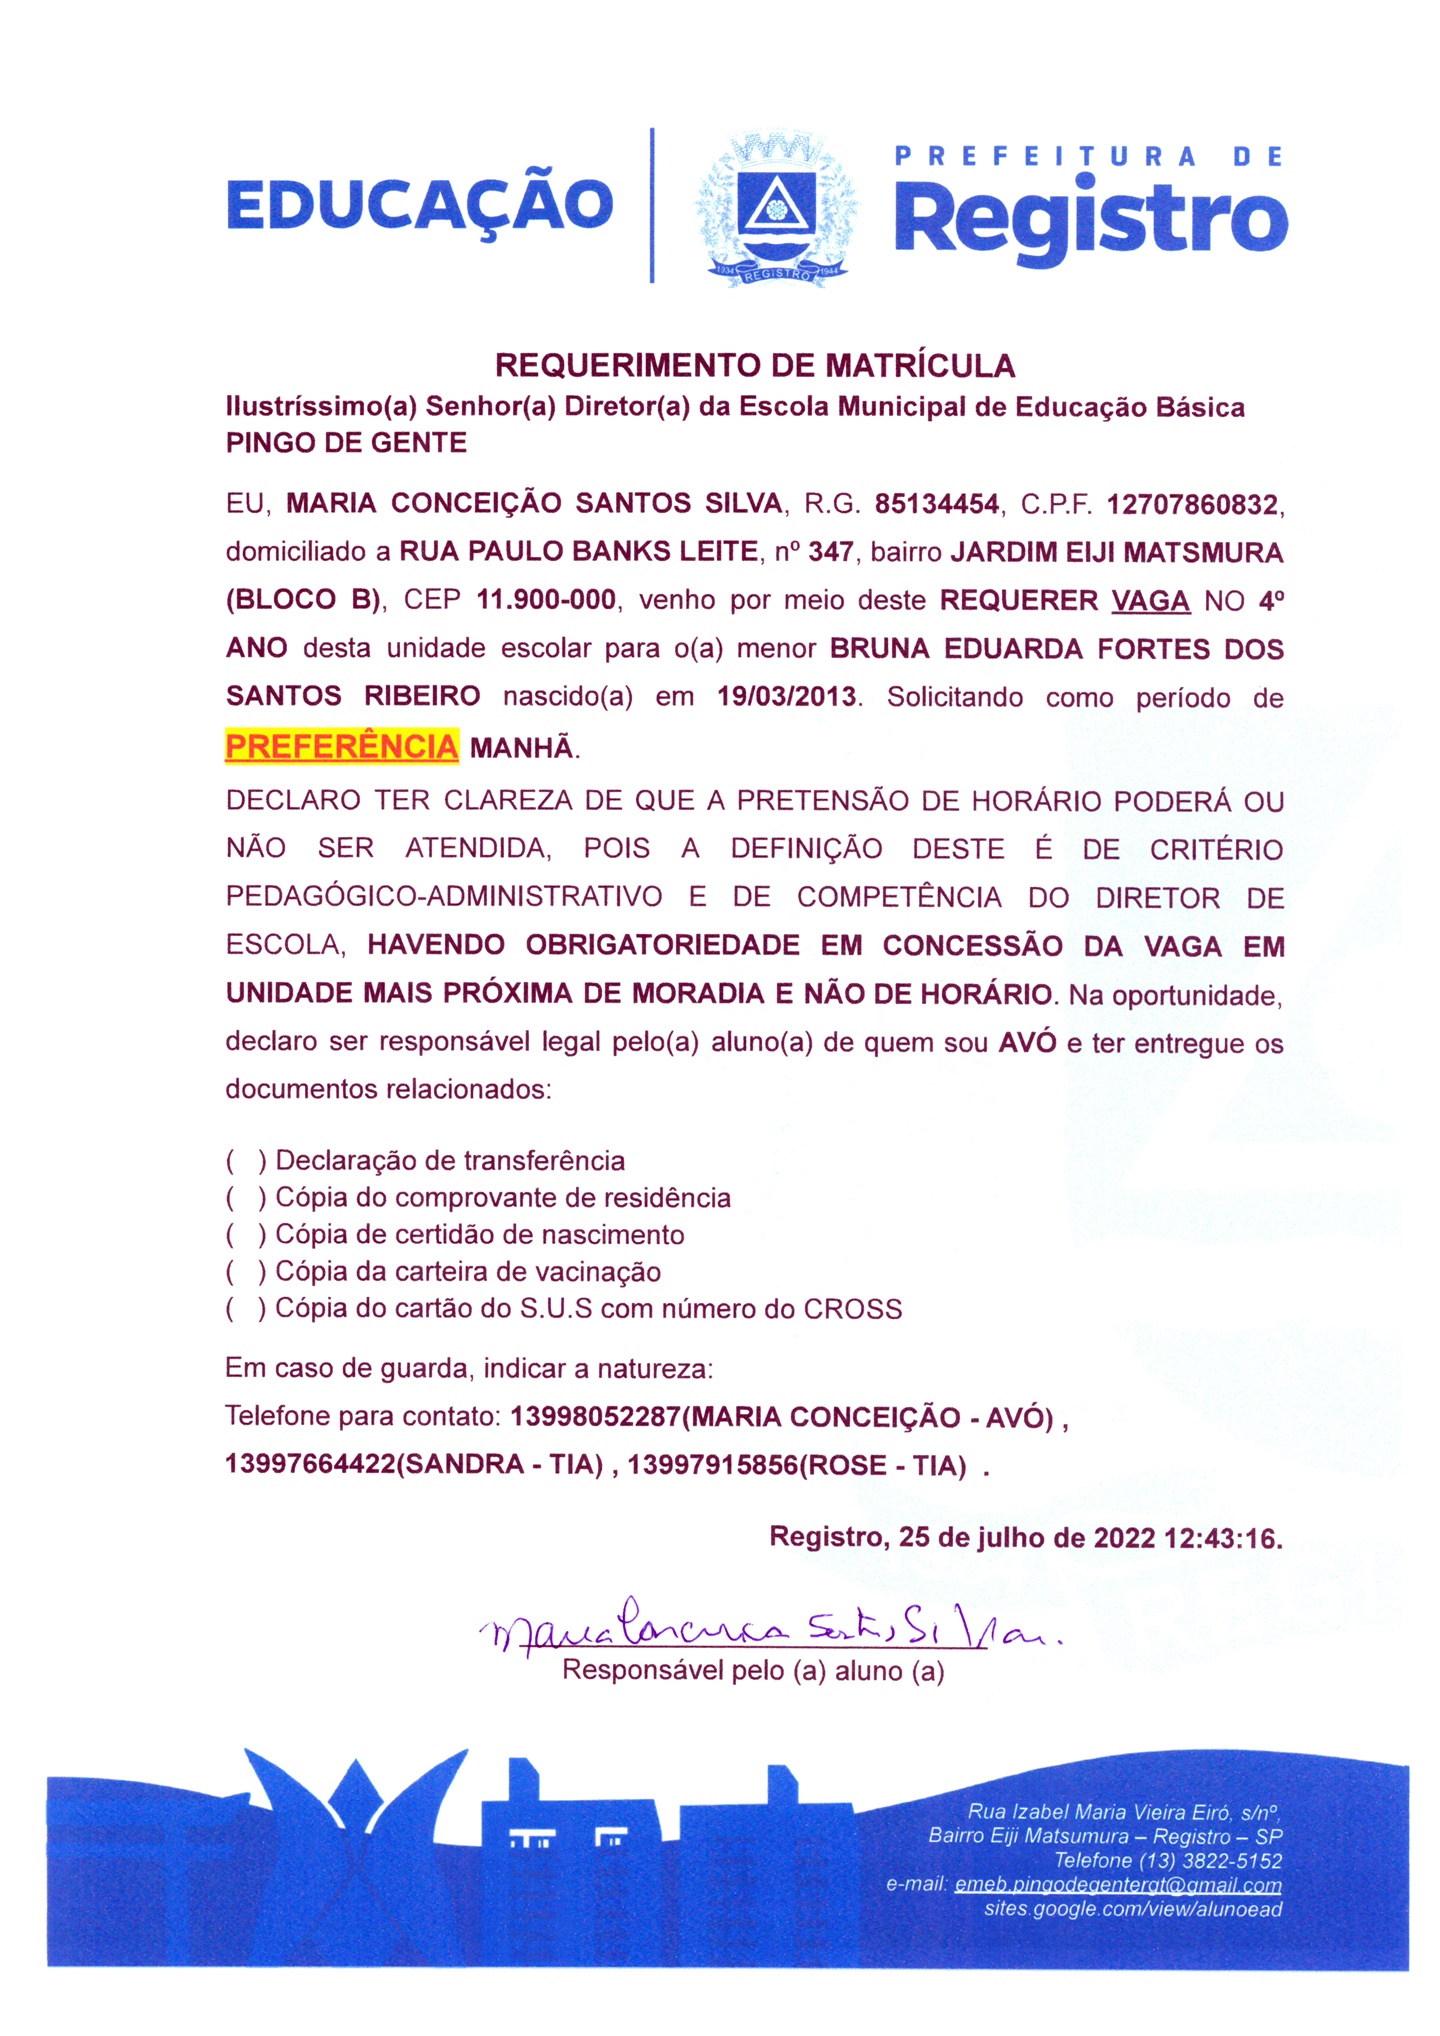 EDUCAÇÃO
1934 REGISTRO 1944
PREFEITURA DE
Registro
REQUERIMENTO DE MATRÍCULA
Ilustríssimo(a) Senhor(a) Diretor(a) da Escola Municipal de Educação Básica
PINGO DE GENTE
EU, MARIA CONCEIÇÃO SANTOS SILVA, R.G. 85134454, C.P.F. 12707860832,
domiciliado a RUA PAULO BANKS LEITE, nº 347, bairro JARDIM EIJI MATSMURA
(BLOCO B), CEP 11.900-000, venho por meio deste REQUERER VAGA NO 4º
ANO desta unidade escolar para o(a) menor BRUNA EDUARDA FORTES DOS
SANTOS RIBEIRO nascido(a) em 19/03/2013. Solicitando como período de
PREFERÊNCIA MANHÃ.
DECLARO TER CLAREZA DE QUE A PRETENSÃO DE HORÁRIO PODERÁ OU
NÃO SER ATENDIDA, POIS A DEFINIÇÃO DESTE É DE CRITÉRIO
PEDAGÓGICO-ADMINISTRATIVO E DE COMPETÊNCIA DO DIRETOR DE
ESCOLA, HAVENDO OBRIGATORIEDADE EM CONCESSÃO DA VAGA EM
UNIDADE MAIS PRÓXIMA DE MORADIA E NÃO DE HORÁRIO. Na oportunidade,
declaro ser responsável legal pelo(a) aluno(a) de quem sou AVÓ e ter entregue os
documentos relacionados:
( ) Declaração de transferência
( ) Cópia do comprovante de residência
( ) Cópia de certidão de nascimento
( ) Cópia da carteira de vacinação
( ) Cópia do cartão do S.U.S com número do CROSS
Em caso de guarda, indicar a natureza:
Telefone para contato: 13998052287(MARIA CONCEIÇÃO - AVÓ) ,
13997664422(SANDRA - TIA) , 13997915856(ROSE - TIA) .
Registro, 25 de julho de 2022 12:43:16.
Maria Conceição Santos Silva.
Responsável pelo (a) aluno (a)
Rua Izabel Maria Vieira Eiró, s/nº,
Bairro Eiji Matsumura – Registro – SP
Telefone (13) 3822-5152
e-mail: emeb.pingodegentergt@gmail.com
sites.google.com/view/alunoead